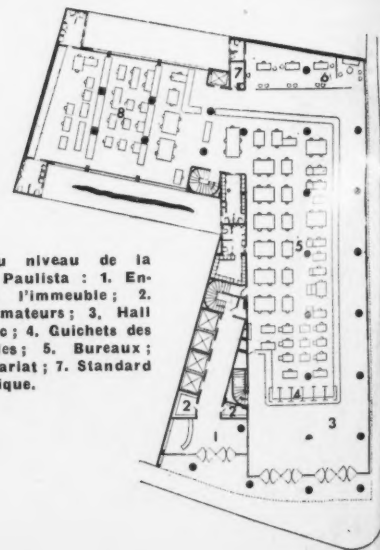 7
6
8
5
4
3
2
2
1
u niveau de la
Paulista : 1. En-
l'immeuble ; 2.
mateurs ; 3. Hall
c ; 4. Guichets des
es ; 5. Bureaux ;
ariat ; 7. Standard
ique.